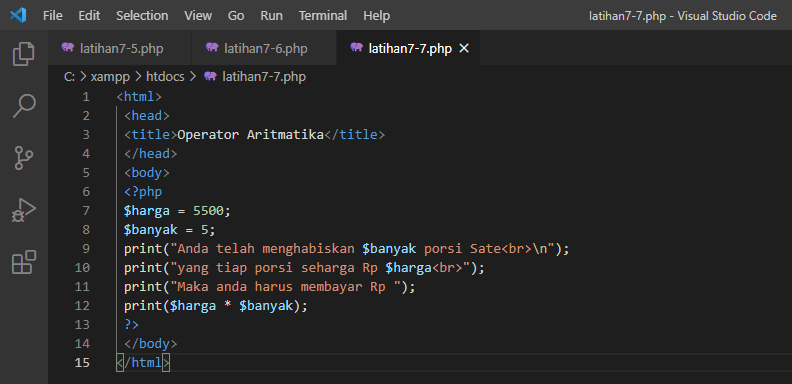 File Edit Selection View Go Run Terminal Help latihan7-7.php - Visual Studio Code
latihan7-5.php latihan7-6.php latihan7-7.php ×
C: > xampp > htdocs > latihan7-7.php
1 <html>
2 <head>
3 <title>Operator Aritmatika</title>
4 </head>
5 <body>
6 <?php
7 $harga = 5500;
8 $banyak = 5;
9 print("Anda telah menghabiskan $banyak porsi Sate<br>\n");
10 print("yang tiap porsi seharga Rp $harga<br>");
11 print("Maka anda harus membayar Rp ");
12 print($harga * $banyak);
13 ?>
14 </body>
15 </html>